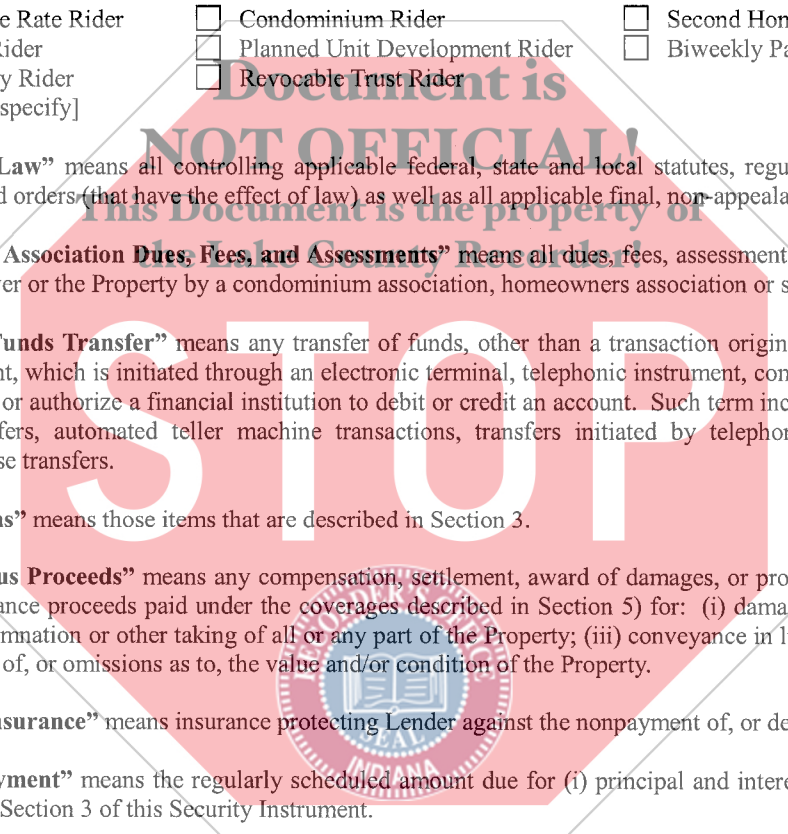 e Rate Rider Condominium Rider Second Hon
Rider Planned Unit Development Rider Biweekly Pa
y Rider Revocable Trust Rider
specify]
Document is
NOT OFFICIAL!
Law” means all controlling applicable federal, state and local statutes, regu
d orders (that have the effect of law) as well as all applicable final, non-appeala
This Document is the property of
the Lake County Recorder!
Association Dues, Fees, and Assessments” means all dues, fees, assessment
ver or the Property by a condominium association, homeowners association or s
Funds Transfer” means any transfer of funds, other than a transaction origin
nt, which is initiated through an electronic terminal, telephonic instrument, con
or authorize a financial institution to debit or credit an account. Such term inc
fers, automated teller machine transactions, transfers initiated by telephon
se transfers.
STOP
ns” means those items that are described in Section 3.
us Proceeds” means any compensation, settlement, award of damages, or pro
ance proceeds paid under the coverages described in Section 5) for: (i) dama
emnation or other taking of all or any part of the Property; (iii) conveyance in l
of, or omissions as to, the value and/or condition of the Property.
nsurance” means insurance protecting Lender against the nonpayment of, or de
SEAL
INDIANA
yment” means the regularly scheduled amount due for (i) principal and intere
Section 3 of this Security Instrument.